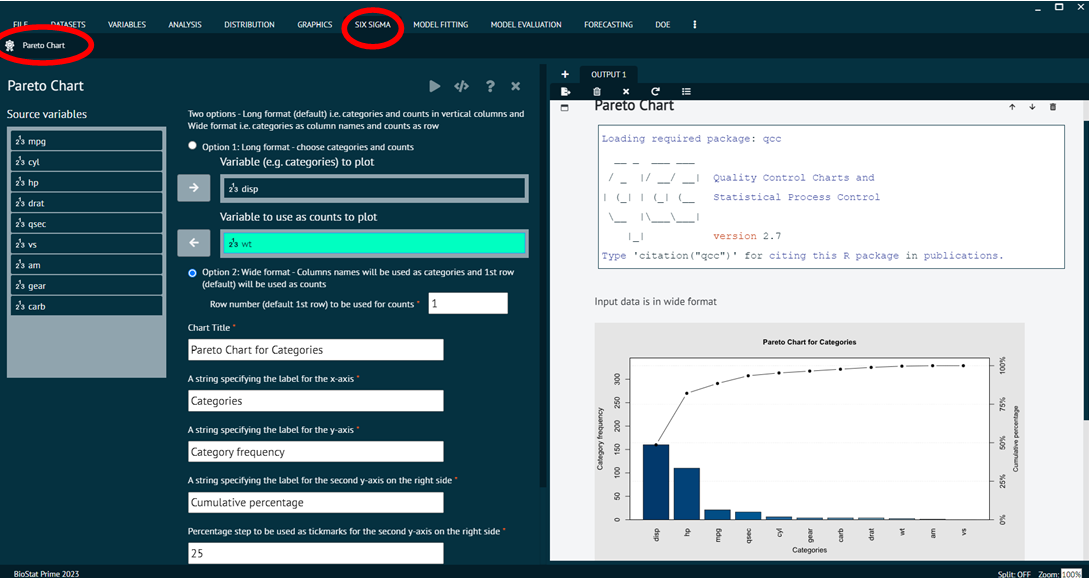 FILE DATASETS VARIABLES ANALYSIS DISTRIBUTION GRAPHICS SIX SIGMA MODEL FITTING MODEL EVALUATION FORECASTING DOE
Pareto Chart
Pareto Chart
Source variables
mpg
cyl
hp
drat
qsec
vs
am
gear
carb
Two options - Long format (default) i.e. categories and counts in vertical columns and
Wide format i.e. categories as column names and counts as row
Option 1: Long format - choose categories and counts
Variable (e.g. categories) to plot
disp
Variable to use as counts to plot
wt
Option 2: Wide format - Columns names will be used as categories and 1st row
(default) will be used as counts
Row number (default 1st row) to be used for counts *
1
Chart Title *
Pareto Chart for Categories
A string specifying the label for the x-axis *
Categories
A string specifying the label for the y-axis *
Category frequency
A string specifying the label for the second y-axis on the right side *
Cumulative percentage
Percentage step to be used as tickmarks for the second y-axis on the right side *
25
+ OUTPUT 1
Pareto Chart
Loading required package: qcc
Quality Control Charts and
Statistical Process Control
version 2.7
Type 'citation("qcc")' for citing this R package in publications.
Input data is in wide format
Pareto Chart for Categories
Category frequency
0 50 100 150 200 250 300
0% 25% 50% 75% 100%
Cumulative percentage
disp hp mpg qsec cyl gear carb drat wt am vs
Categories
BioStat Prime 2023
Split: OFF Zoom: 100%